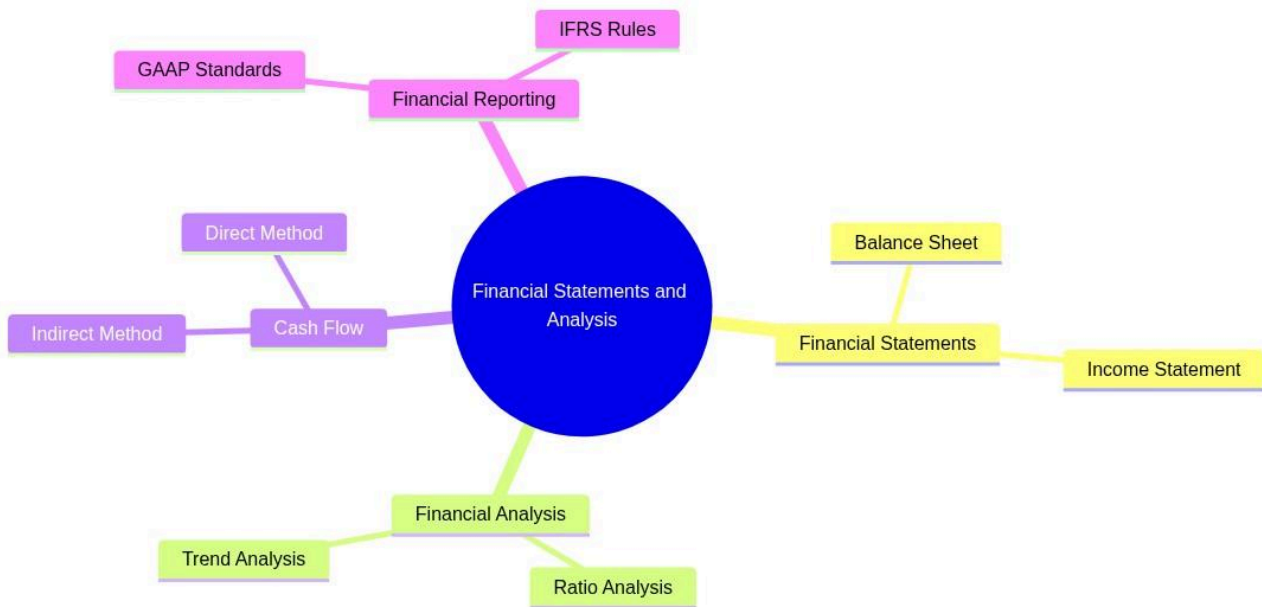 IFRS Rules
GAAP Standards
Financial Reporting
Direct Method
Balance Sheet
Financial Statements and
Analysis
Cash Flow
Indirect Method
Financial Statements
Income Statement
Financial Analysis
Trend Analysis
Ratio Analysis